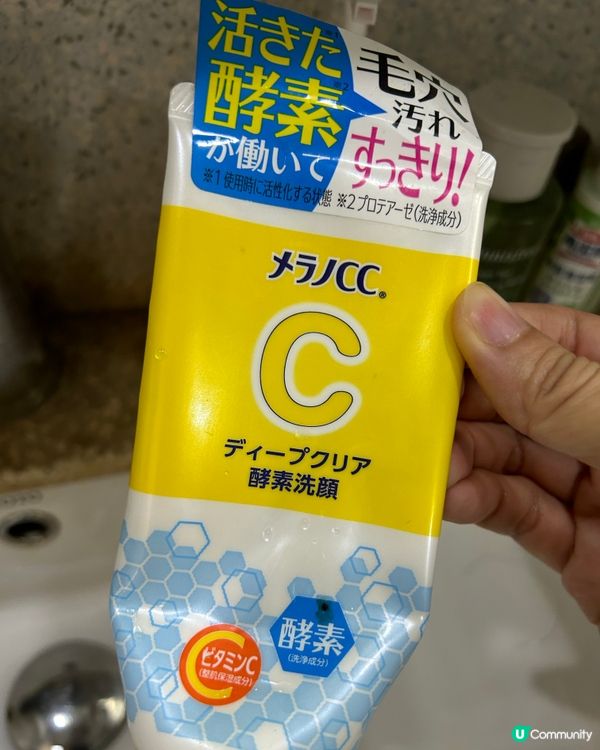 活きた※1
酵素※2
が働いて
毛穴
汚れ
すっきり!
※1 使用時に活性化する状態 ※2 プロテアーゼ(洗浄成分)
メラノCC®
C
ディープクリア
酵素洗顔
酵素
(洗浄成分)
ビタミンC
(整肌保湿成分)
U Community